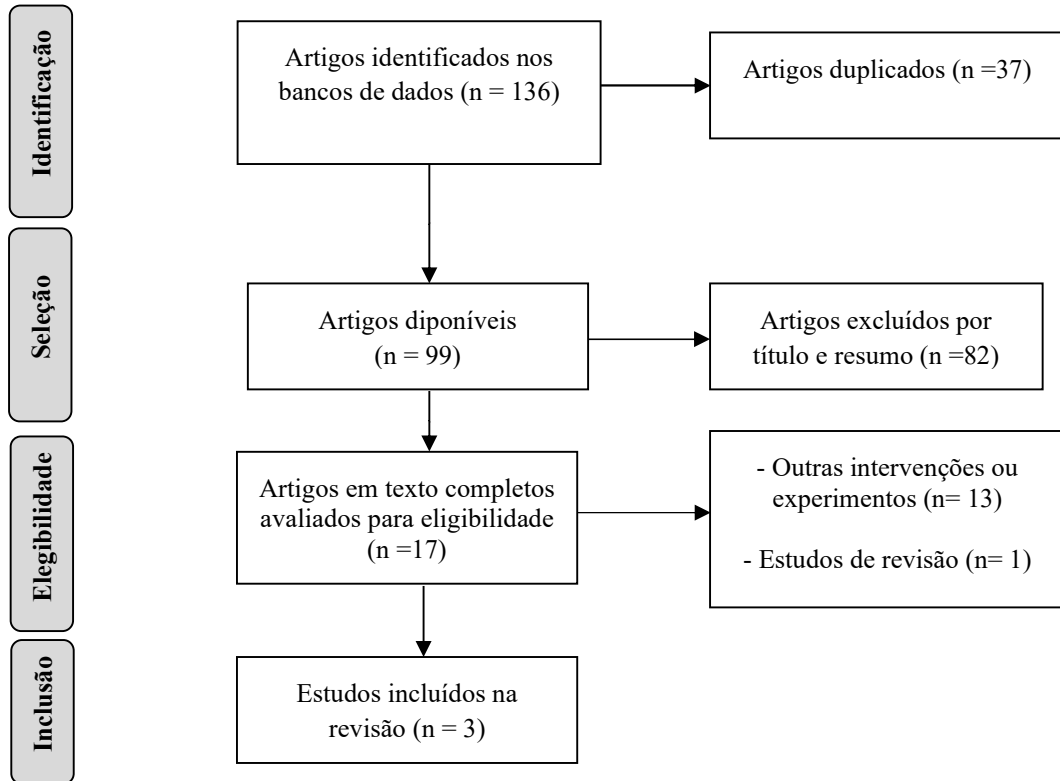 Identificação
Artigos identificados nos
bancos de dados (n = 136)
Artigos duplicados (n =37)
Seleção
Artigos diponíveis
(n = 99)
Artigos excluídos por
título e resumo (n =82)
Elegibilidade
Artigos em texto completos
avaliados para eligibilidade
(n =17)
- Outras intervenções ou
experimentos (n= 13)
- Estudos de revisão (n= 1)
Inclusão
Estudos incluídos na
revisão (n = 3)